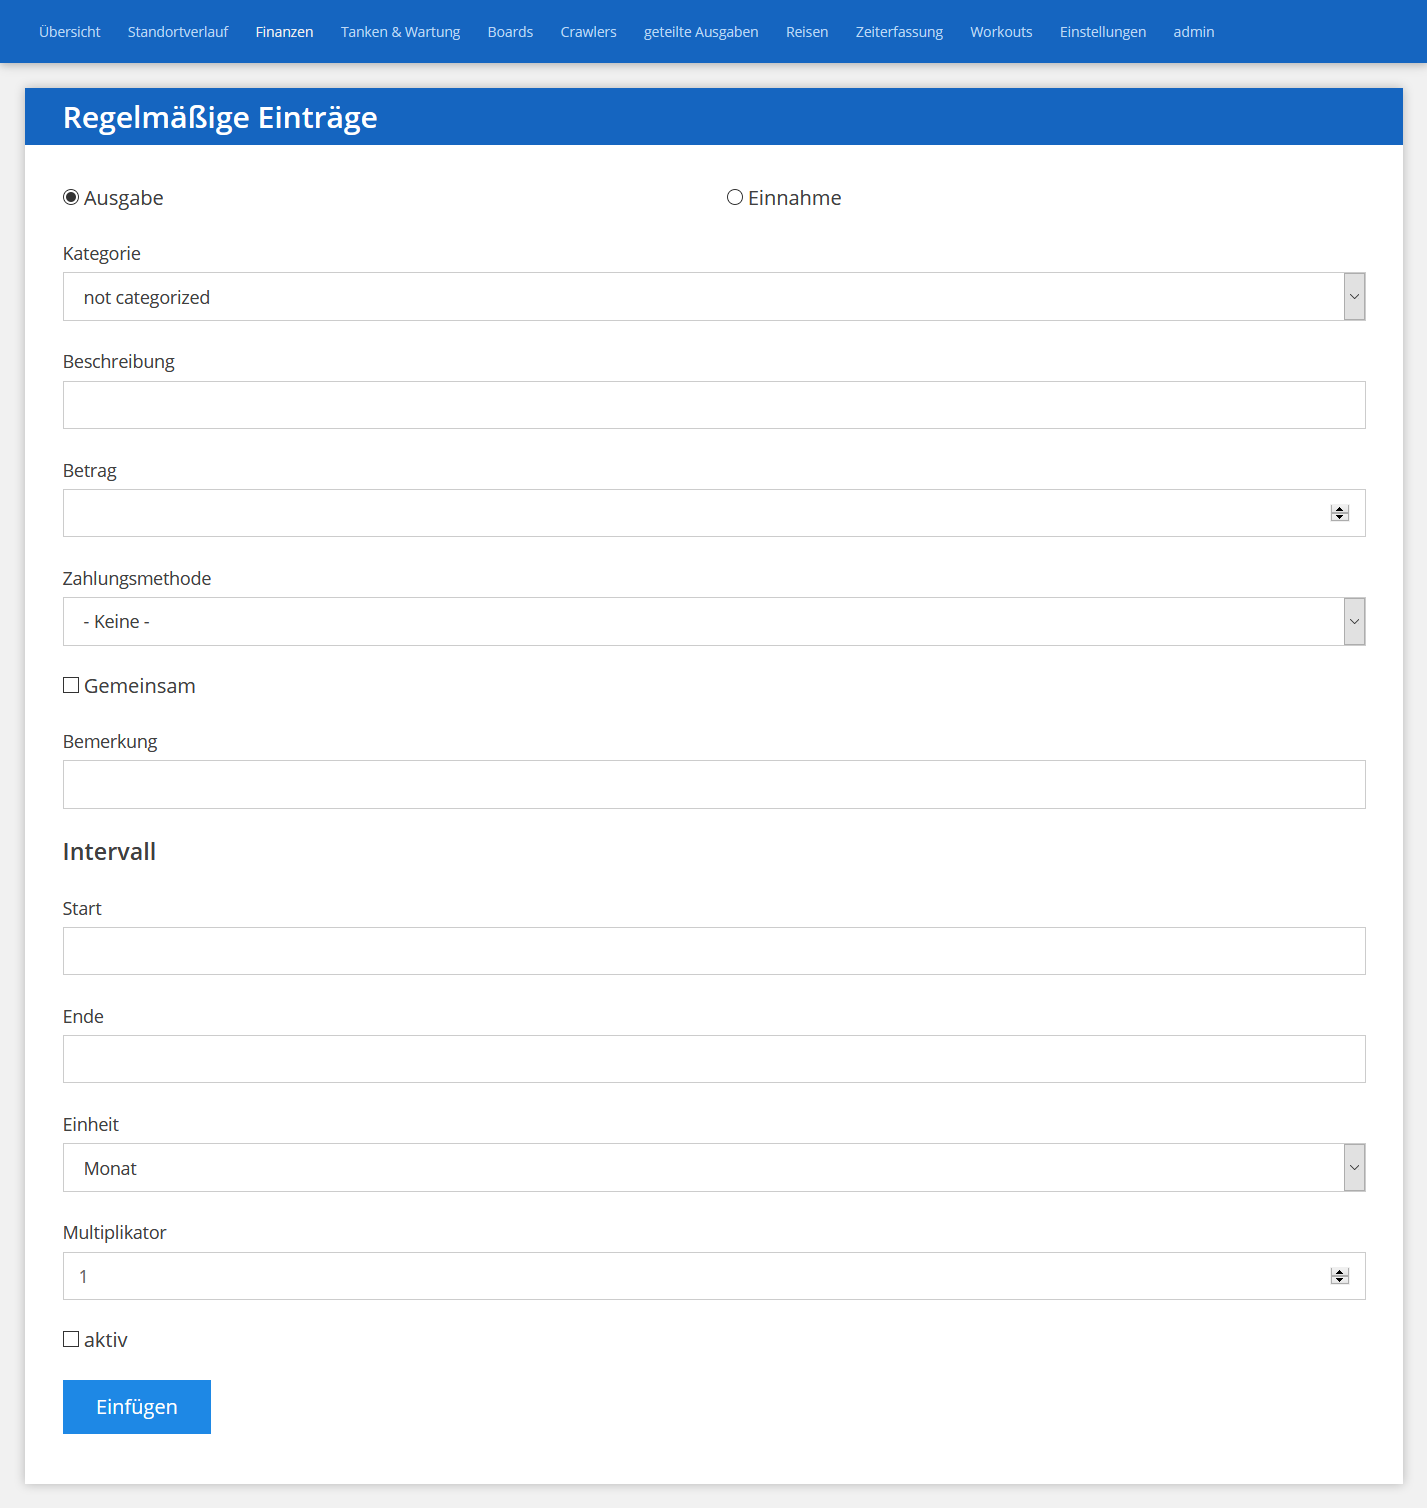 Übersicht Standortverlauf Finanzen Tanken & Wartung Boards Crawlers geteilte Ausgaben Reisen Zeiterfassung Workouts Einstellungen admin
Regelmäßige Einträge
Ausgabe Einnahme
Kategorie
not categorized
Beschreibung
Betrag
Zahlungsmethode
- Keine -
Gemeinsam
Bemerkung
Intervall
Start
Ende
Einheit
Monat
Multiplikator
1
aktiv
Einfügen